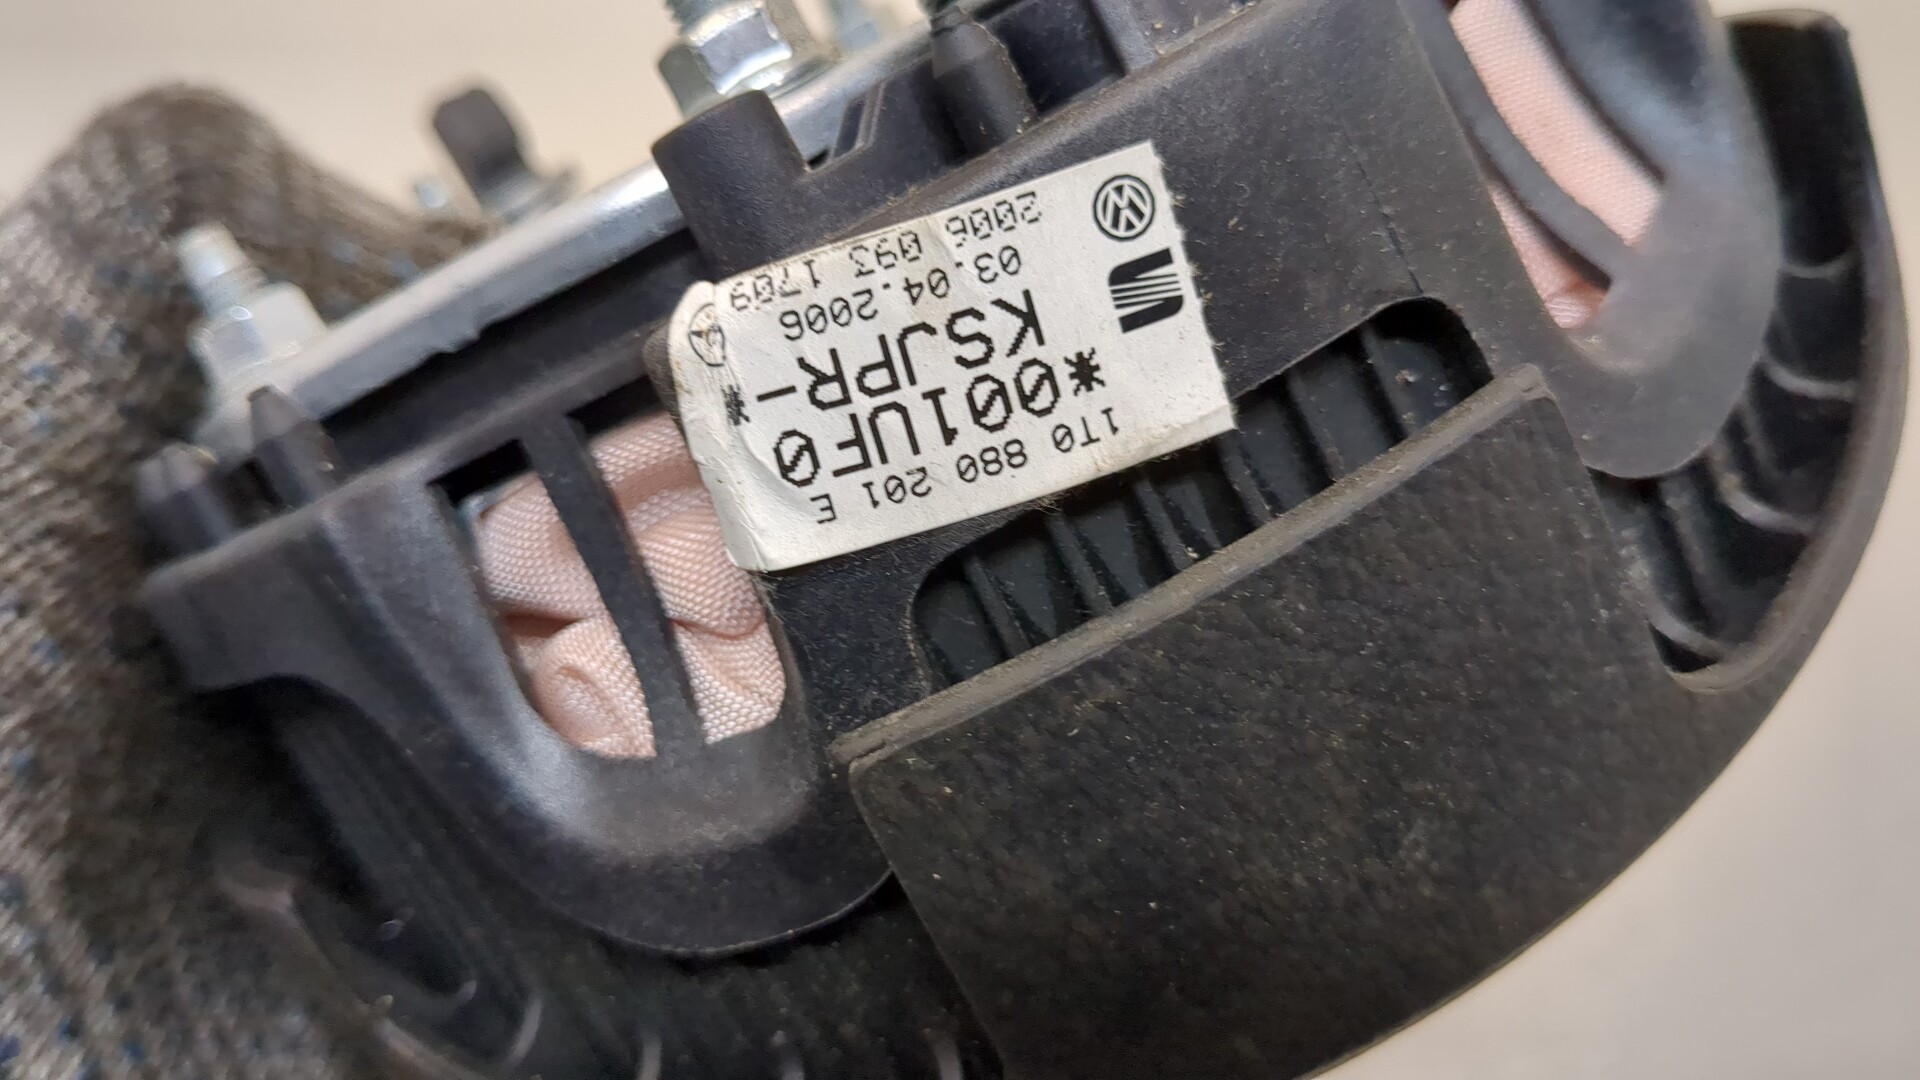 1T0 880 201 E
*001UF0
KSJPR- *
03.04.2006
2006 093 1709